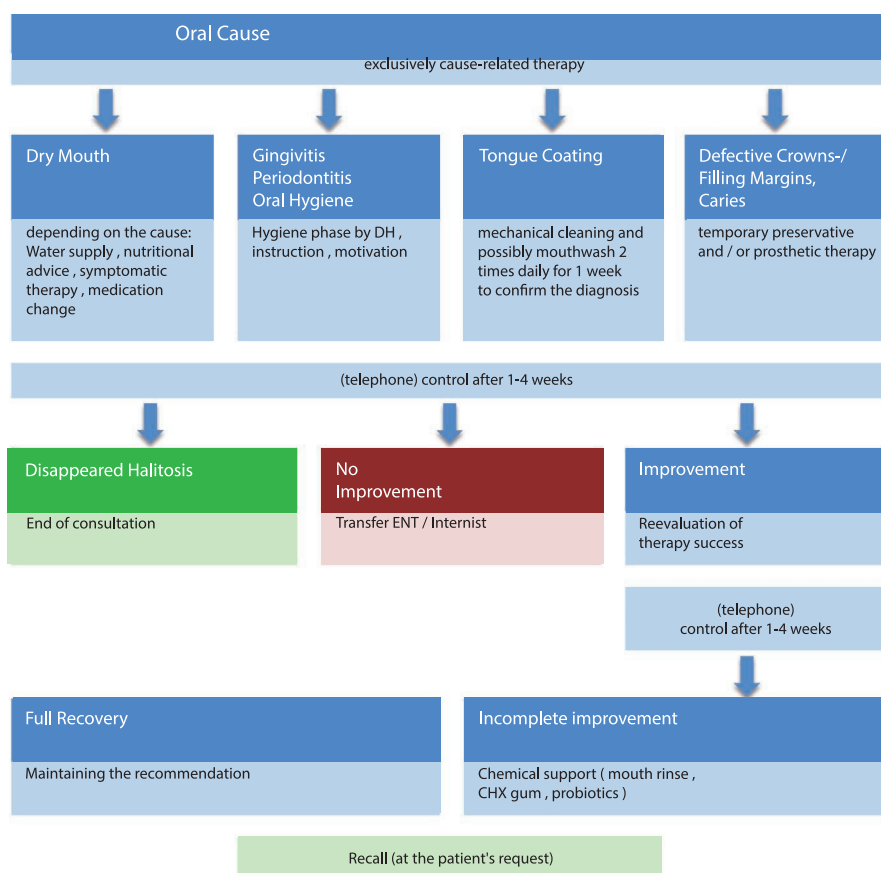 Oral Cause
exclusively cause-related therapy
Dry Mouth
depending on the cause:
Water supply , nutritional
advice , symptomatic
therapy , medication
change
Gingivitis
Periodontitis
Oral Hygiene
Hygiene phase by DH ,
instruction , motivation
Tongue Coating
mechanical cleaning and
possibly mouthwash 2
times daily for 1 week
to confirm the diagnosis
Defective Crowns-/
Filling Margins,
Caries
temporary preservative
and / or prosthetic therapy
(telephone) control after 1-4 weeks
Disappeared Halitosis
End of consultation
No
Improvement
Transfer ENT / Internist
Improvement
Reevaluation of
therapy success
(telephone)
control after 1-4 weeks
Full Recovery
Maintaining the recommendation
Incomplete improvement
Chemical support ( mouth rinse ,
CHX gum , probiotics )
Recall (at the patient's request)